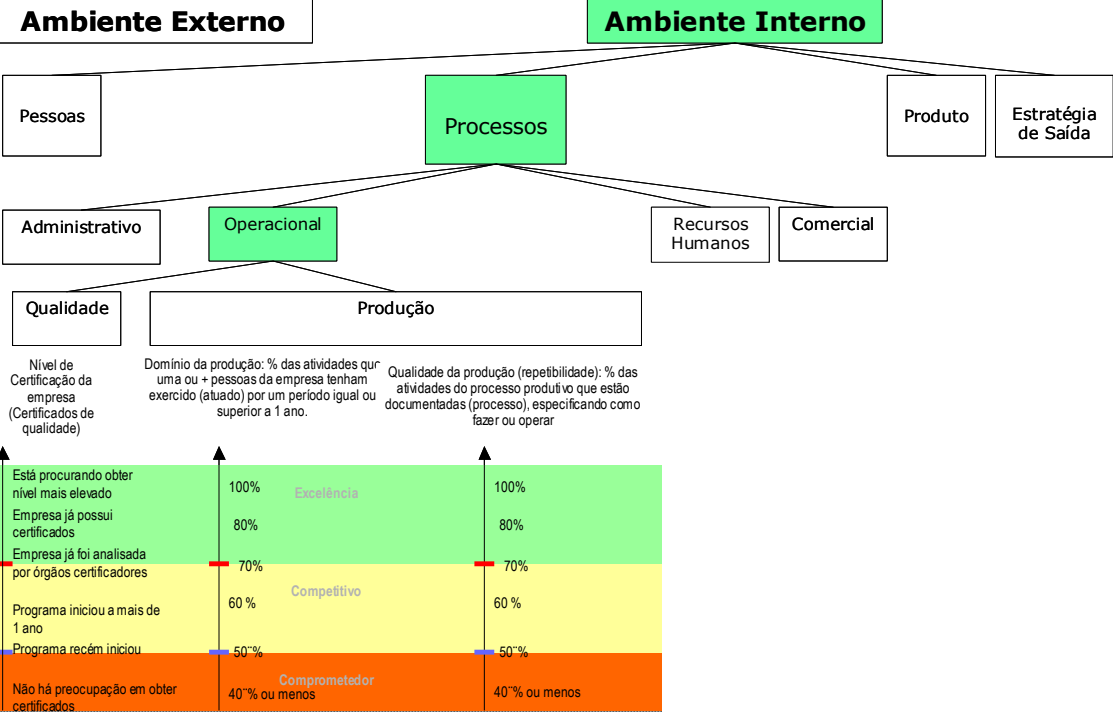 Ambiente Externo
Ambiente Interno
Pessoas
Processos
Produto
Estratégia
de Saída
Administrativo
Operacional
Recursos
Humanos
Comercial
Qualidade
Produção
Nível de
Certificação da
empresa
(Certificados de
qualidade)
Domínio da produção: % das atividades que
uma ou + pessoas da empresa tenham
exercido (atuado) por um período igual ou
superior a 1 ano.
Qualidade da produção (repetibilidade): % das
atividades do processo produtivo que estão
documentadas (processo), especificando como
fazer ou operar
Está procurando obter
nível mais elevado
Empresa já possui
certificados
Empresa já foi analisada
por órgãos certificadores
Programa iniciou a mais de
1 ano
Programa recém iniciou
Não há preocupação em obter
certificados
100%
80%
70%
60 %
50¨%
40¨% ou menos
Excelência
Competitivo
Comprometedor
100%
80%
70%
60 %
50¨%
40¨% ou menos